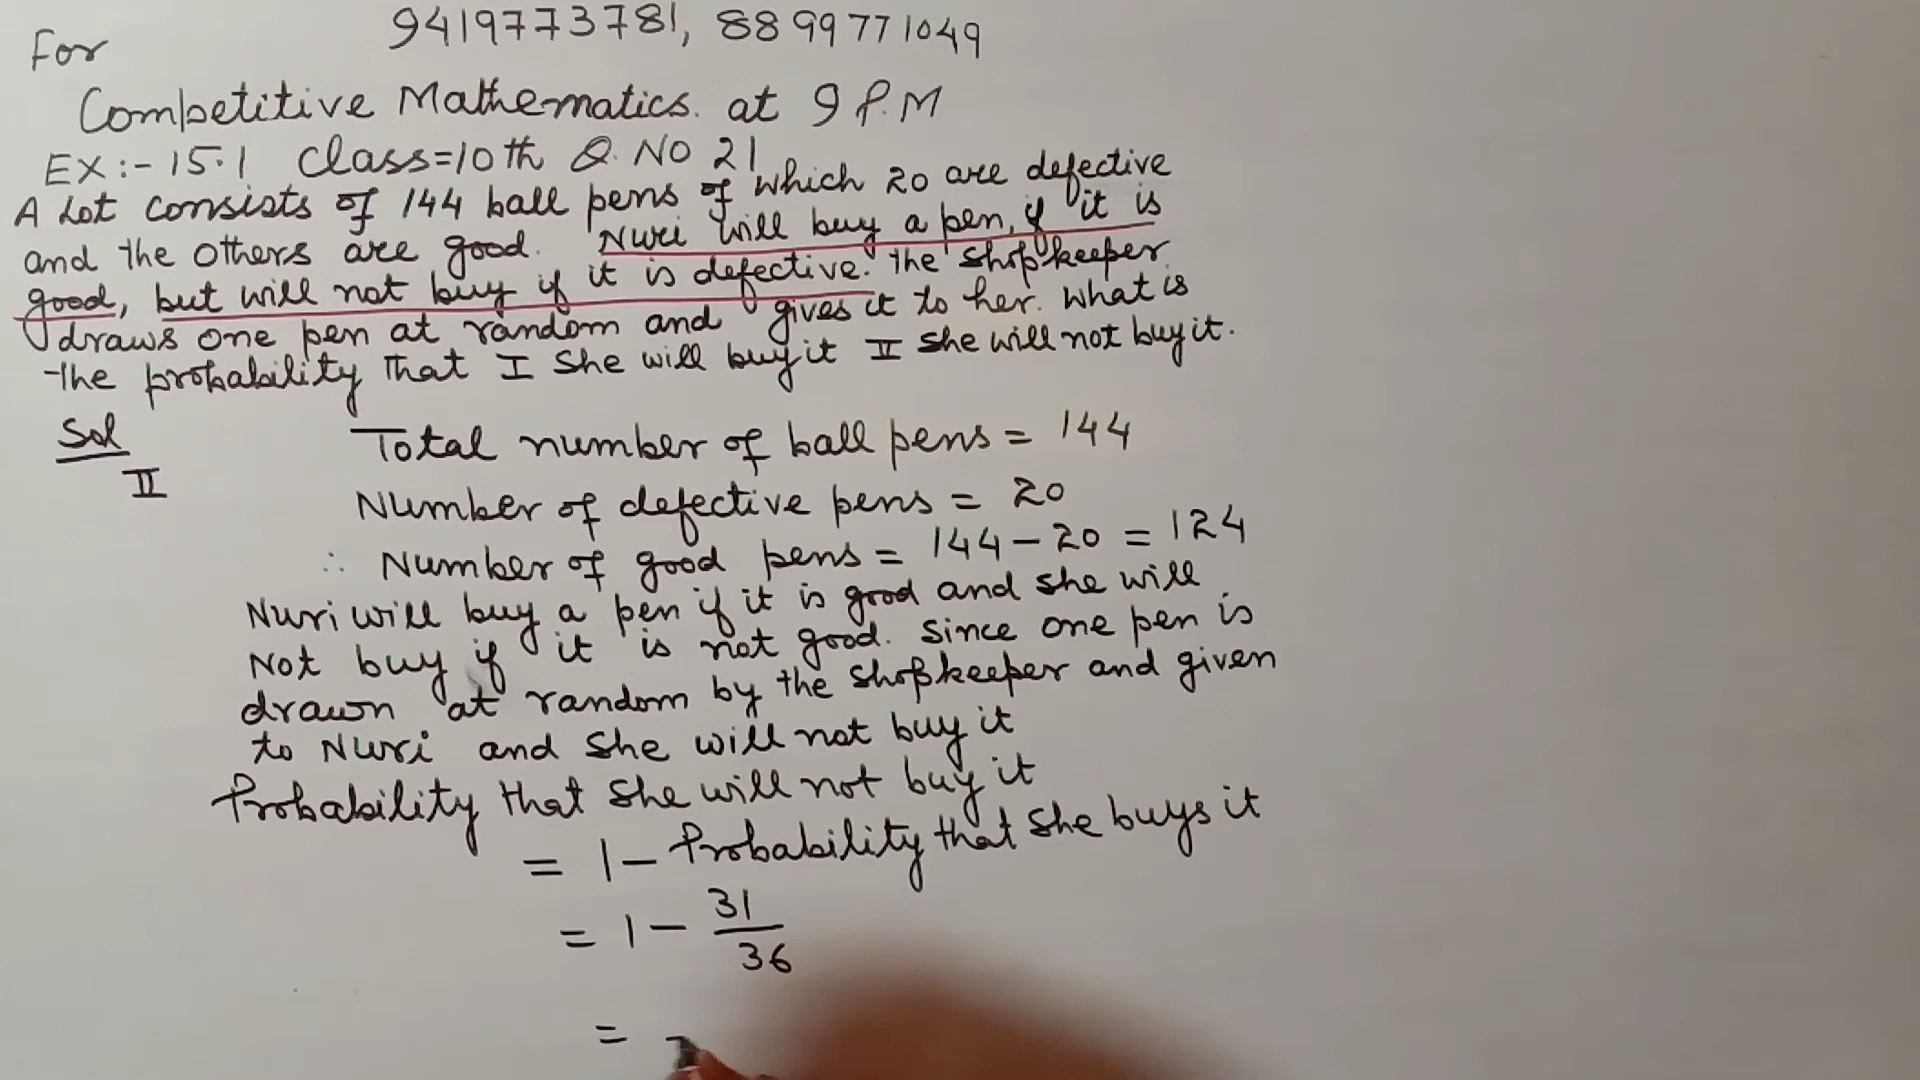 9419773781, 8899771049
For
Competitive Mathematics. at 9 P.M
EX:- 15.1 Class=10th Q. NO 21
A Lot consists of 144 ball pens of which 20 are defective
and the others are good. Nuri will buy a pen, if it is
good, but will not buy if it is defective. The shopkeeper
draws one pen at random and gives it to her. What is
the probability that I She will buy it II She will not buy it.
Sol
II
Total number of ball pens = 144
Number of defective pens = 20
∴ Number of good pens = 144-20 = 124
Nuri will buy a pen if it is good and she will
Not buy if it is not good. Since one pen is
drawn at random by the shopkeeper and given
to Nuri and she will not buy it
Probability that She will not buy it
= 1 - Probability that She buys it
= 1 - 31/36
=